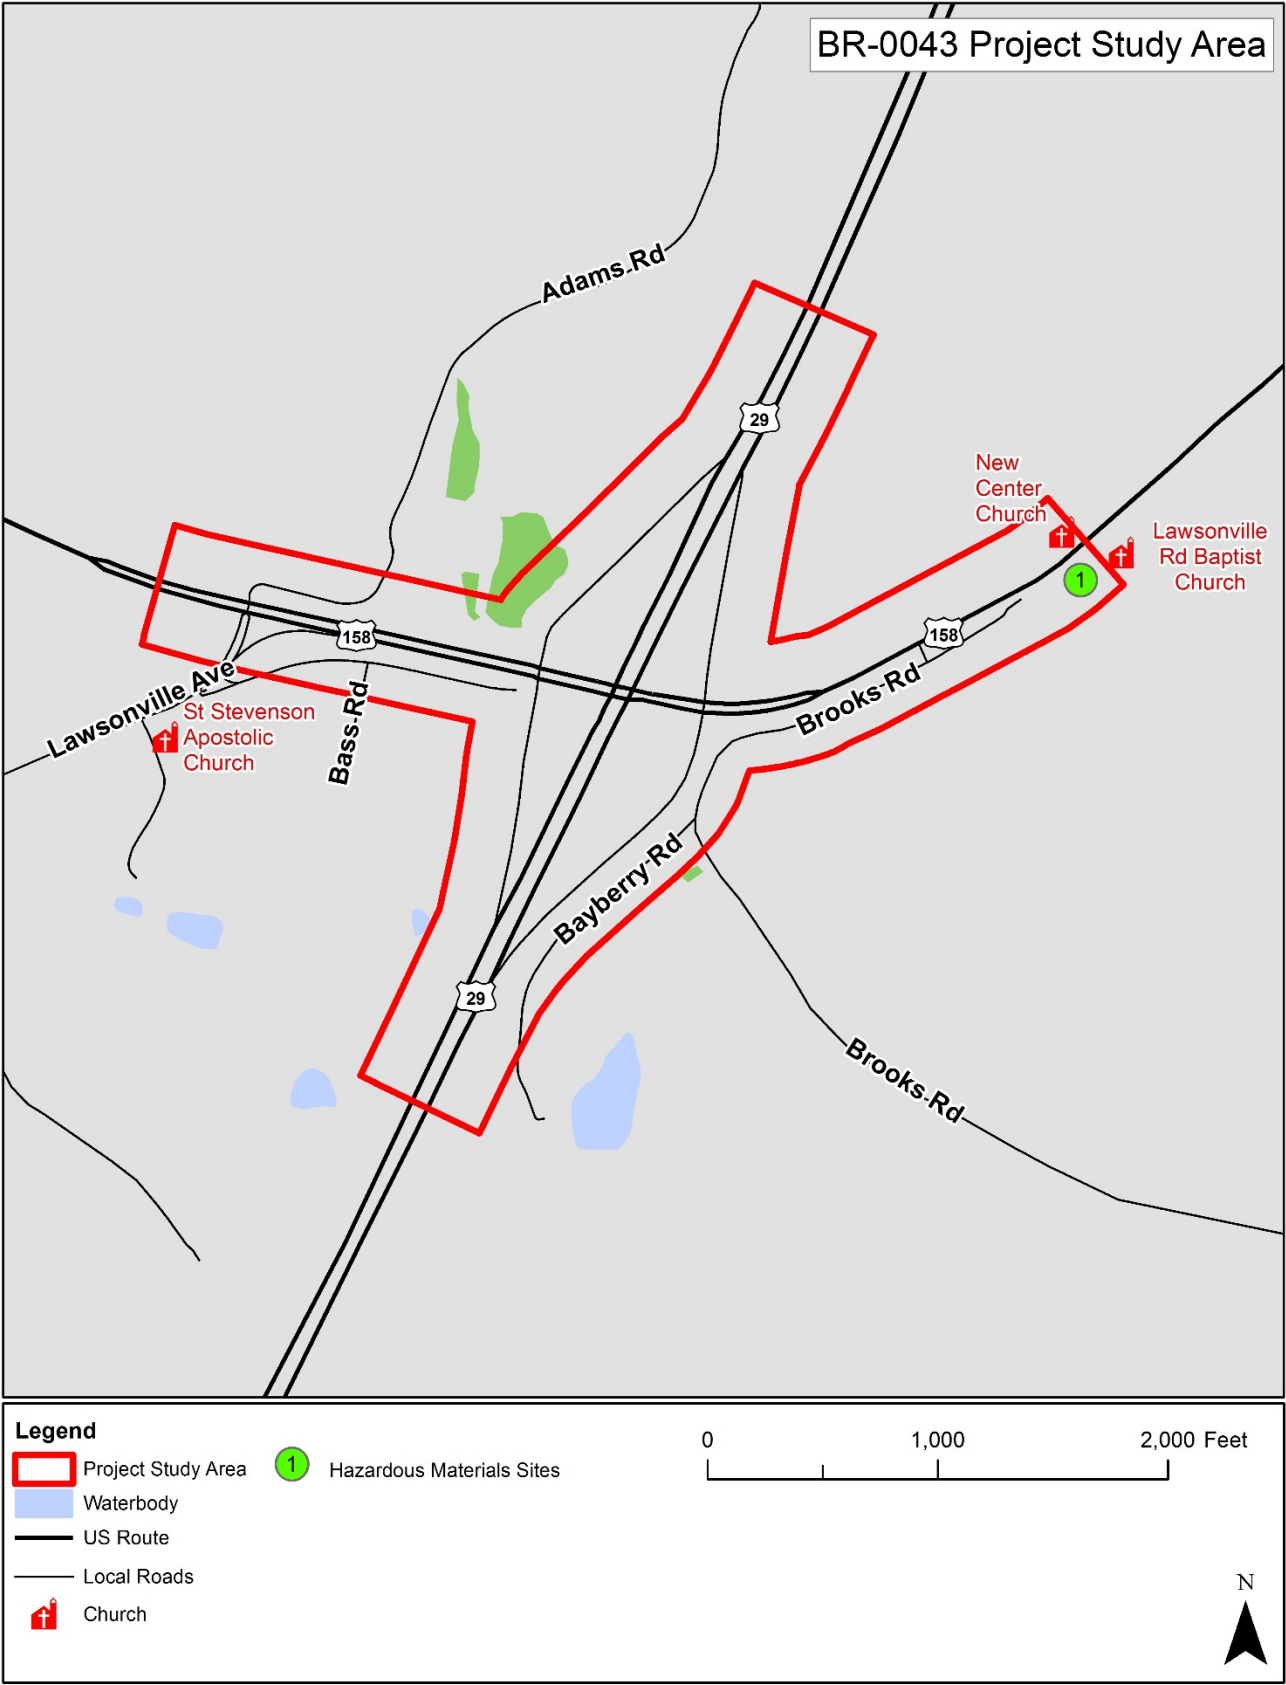 BR-0043 Project Study Area
Adams Rd
29
New
Center
Church
Lawsonville
Rd Baptist
Church
1
158
158
Lawsonville Ave
Brooks Rd
Bass Rd
St Stevenson
Apostolic
Church
Bayberry Rd
29
Brooks Rd
Legend
Project Study Area
1
Hazardous Materials Sites
Waterbody
US Route
Local Roads
Church
0 1,000 2,000 Feet
N